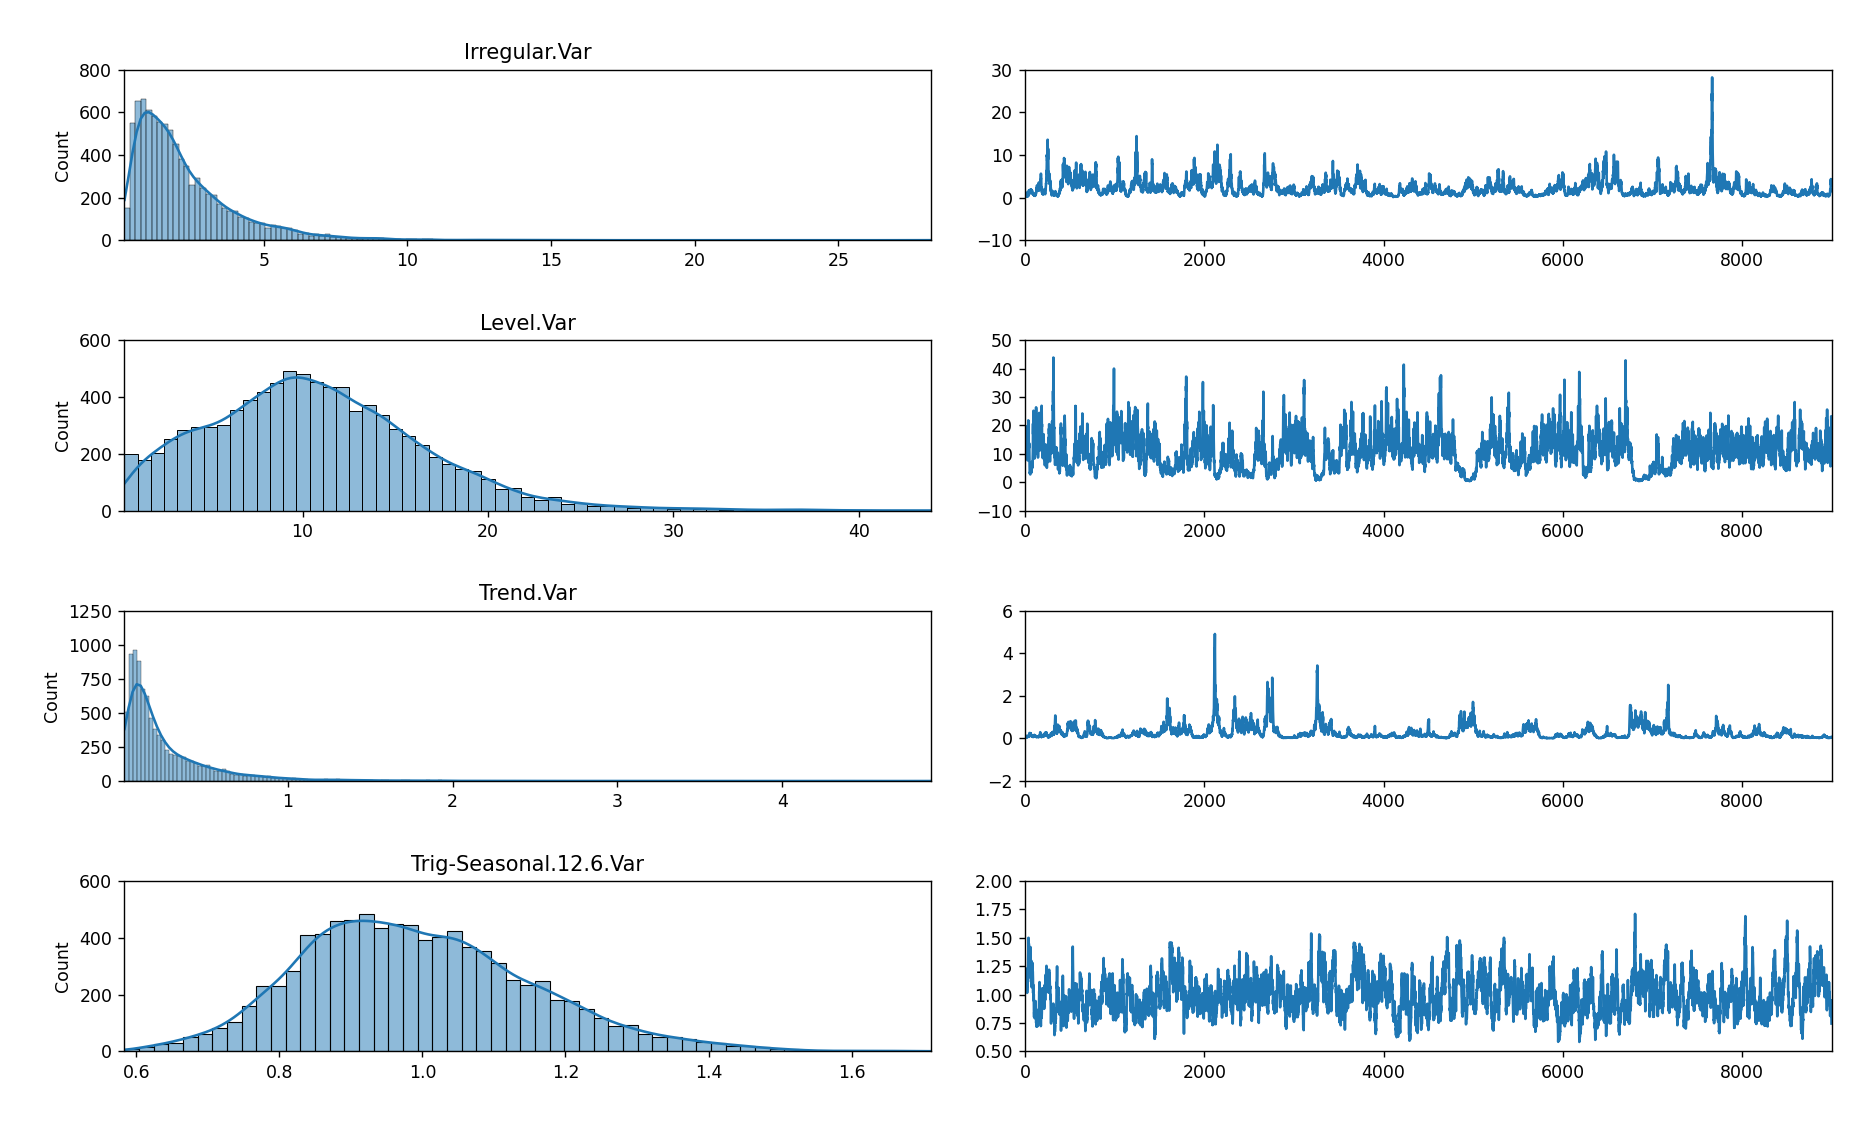 Irregular.Var
800
600
400
200
0
Count
5 10 15 20 25
30
20
10
0
−10
0 2000 4000 6000 8000
Level.Var
600
400
200
0
Count
10 20 30 40
50
40
30
20
10
0
−10
0 2000 4000 6000 8000
Trend.Var
1250
1000
750
500
250
0
Count
1 2 3 4
6
4
2
0
−2
0 2000 4000 6000 8000
Trig-Seasonal.12.6.Var
600
400
200
0
Count
0.6 0.8 1.0 1.2 1.4 1.6
2.00
1.75
1.50
1.25
1.00
0.75
0.50
0 2000 4000 6000 8000